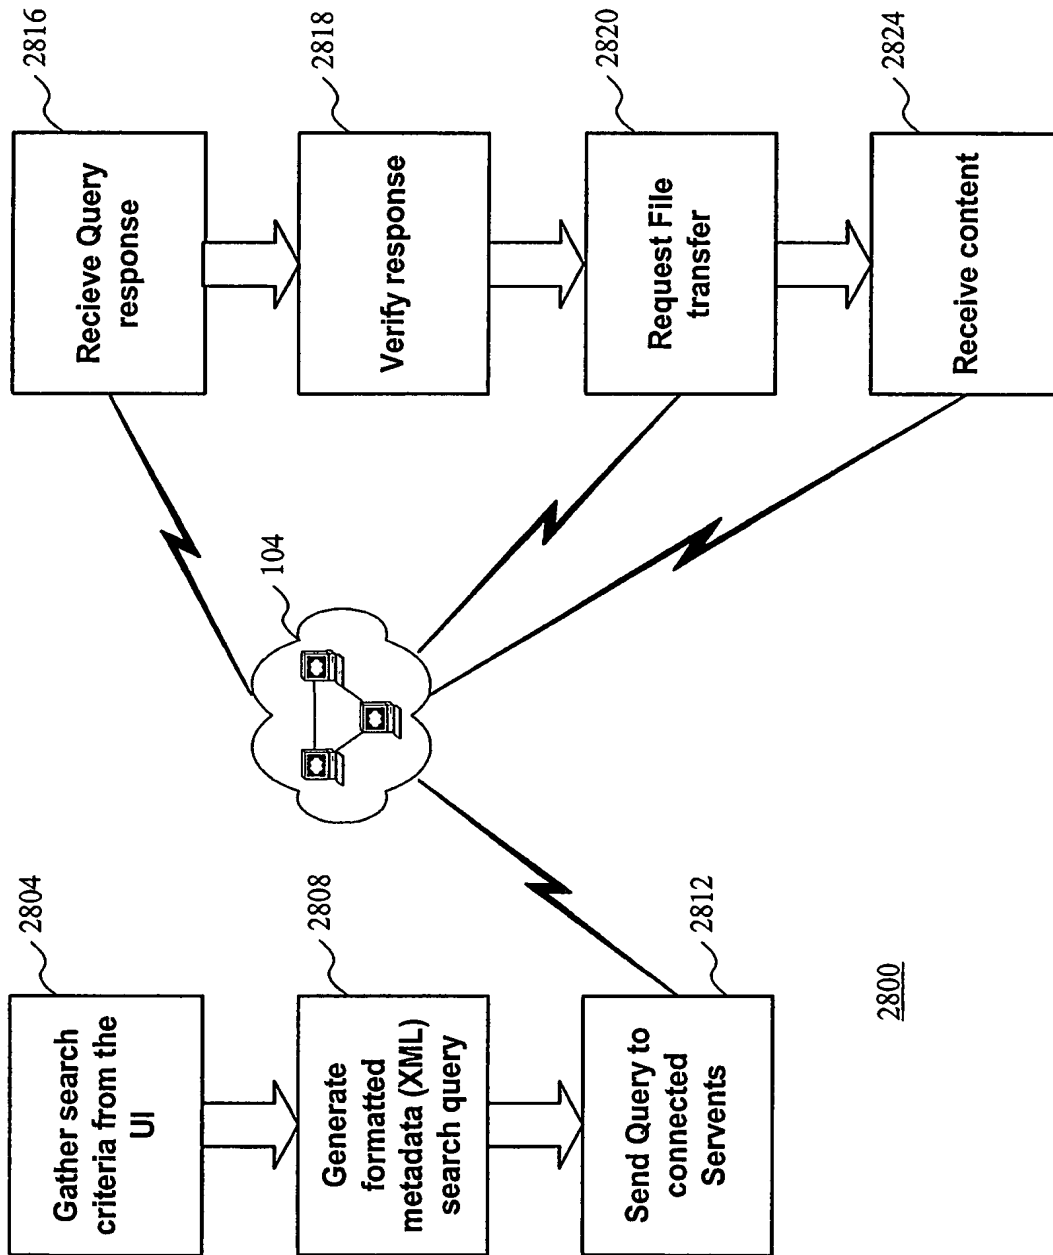 2804
Gather search
criteria from the
UI
2808
Generate
formatted
metadata (XML)
search query
2812
Send Query to
connected
Servents
104
2816
Recieve Query
response
2818
Verify response
2820
Request File
transfer
2824
Receive content
2800